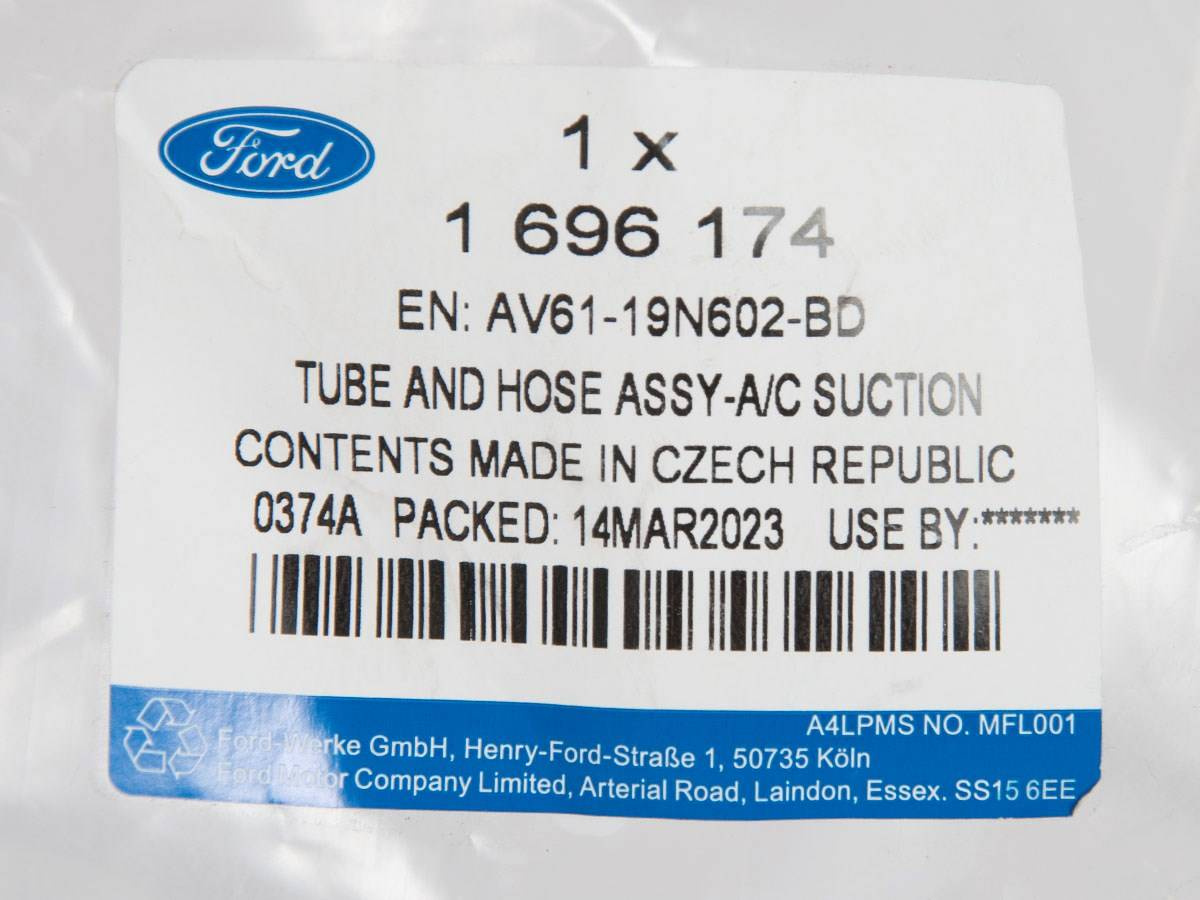 Ford
1 x
1 696 174
EN: AV61-19N602-BD
TUBE AND HOSE ASSY-A/C SUCTION
CONTENTS MADE IN CZECH REPUBLIC
0374A PACKED: 14MAR2023 USE BY:*******
A4LPMS NO. MFL001
Ford-Werke GmbH, Henry-Ford-Straße 1, 50735 Köln
Ford Motor Company Limited, Arterial Road, Laindon, Essex. SS15 6EE